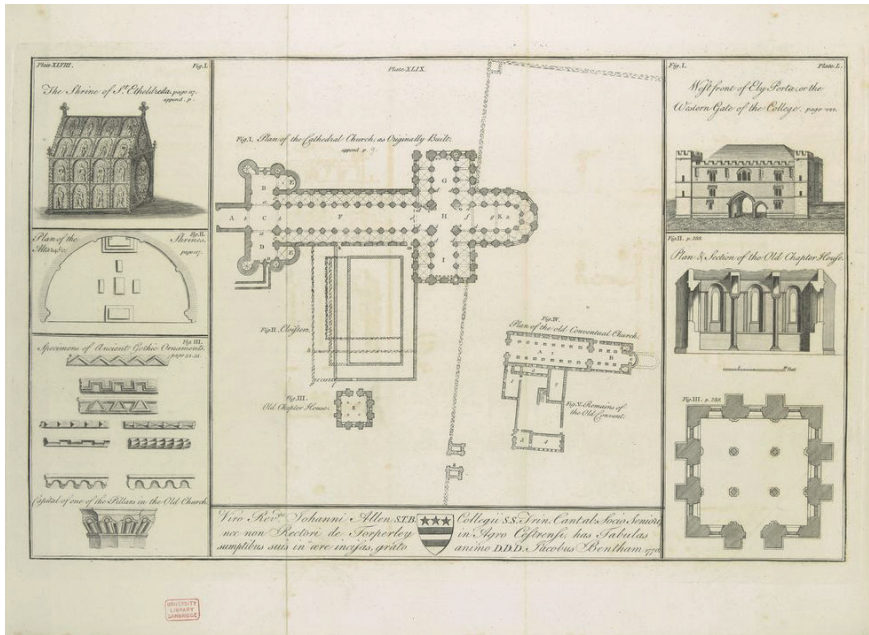 Plate XLVIII.
Fig. I.
The Shrine of St. Etheldreda, page
append. p.
Fig. II.
Plan of the Shrines,
Altar &c. page
Fig. III.
Specimens of Ancient Gothic Ornaments.
page
Capital of one of the Pillars in the Old Church.
Plate XLIX.
Fig. I. Plan of the Cathedral Church, as Originally Built.
append. p. 9.
A
B
C
D
E
E
F
G
H
I
Fig. II. Cloisters.
Fig. III.
Old Chapter House.
Fig. IV.
Plan of the old Conventual Church.
A
B
Fig. V. Remains of
the Old Convent.
Viro Revdo. Johanni Allen S.T.B. Collegii S.S. Trin. Cantab. Socio Seniori,
nec non Rectori de Torperley in Agro Cestrensi, has Tabulas
sumptibus suis in ære incisas, grato animo D.D.D. Jacobus Bentham
Fig. I.
Plate L.
West front of Ely Porta, or the
Western Gate of the College. page
Fig. II. p.
Plan & Section of the Old Chapter House.
Fig. III. p.
UNIVERSITY
LIBRARY
CAMBRIDGE